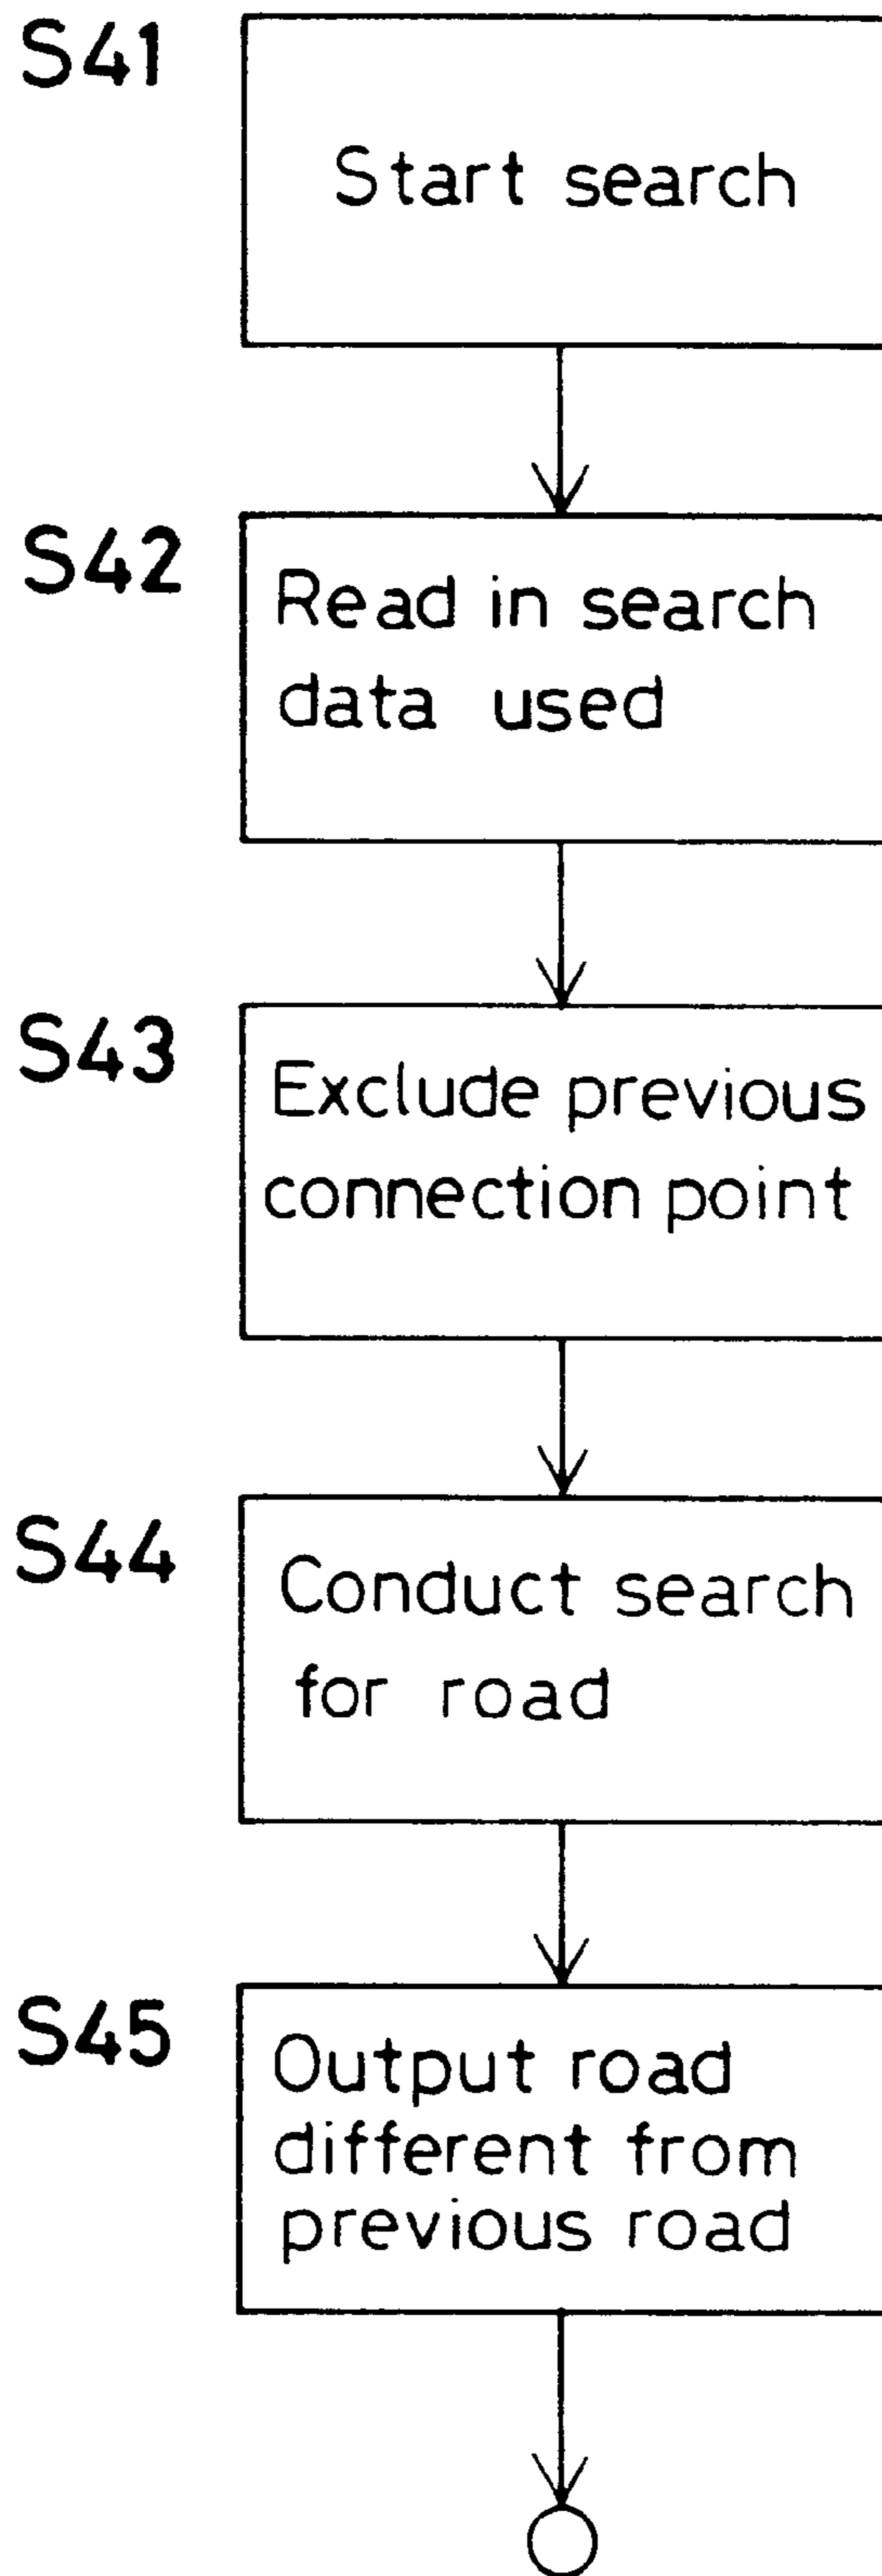 S41
Start search
S42
Read in search
data used
S43
Exclude previous
connection point
S44
Conduct search
for road
S45
Output road
different from
previous road